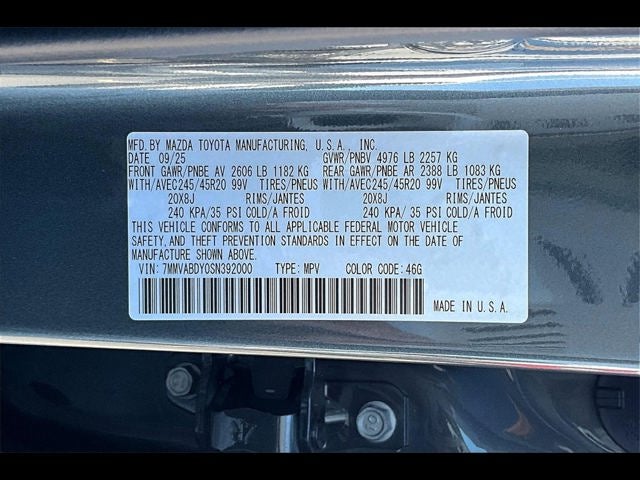 MFD. BY MAZDA TOYOTA MANUFACTURING, U.S.A., INC.
DATE 09/25 GVWR/PNBV 4976 LB 2257 KG
FRONT GAWR/PNBE AV 2606 LB 1182 KG REAR GAWR/PNBE AR 2388 LB 1083 KG
WITH/AVEC245/45R20 99V TIRES/PNEUS WITH/AVEC245/45R20 99V TIRES/PNEUS
20X8J RIMS/JANTES 20X8J RIMS/JANTES
240 KPA/35 PSI COLD/A FROID 240 KPA/ 35 PSI COLD/A FROID
THIS VEHICLE CONFORMS TO ALL APPLICABLE FEDERAL MOTOR VEHICLE
SAFETY, AND THEFT PREVENTION STANDARDS IN EFFECT ON THE DATE OF
MANUFACTURE SHOWN ABOVE.
VIN: 7MMVABDY0SN392000 TYPE: MPV COLOR CODE: 46G
MADE IN U.S.A.